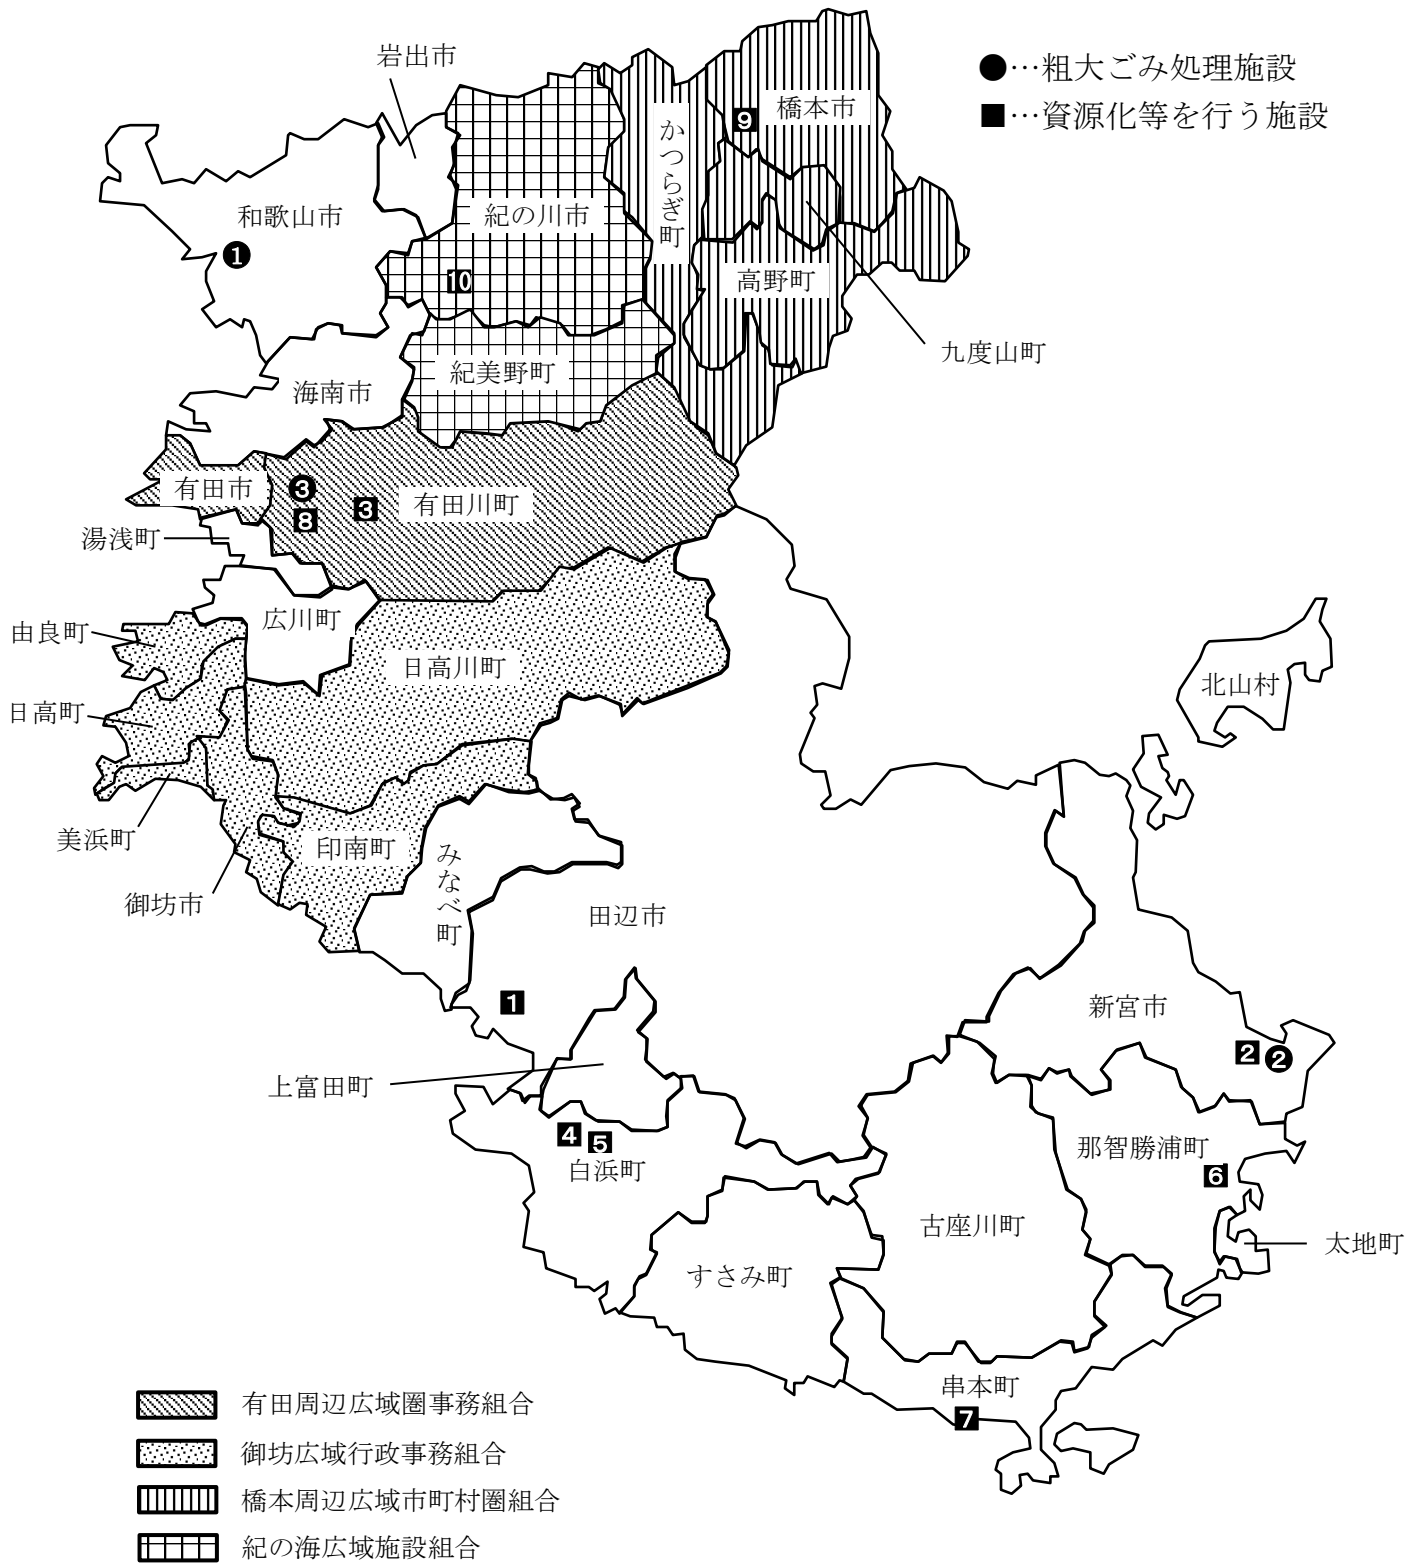 岩出市
●…粗大ごみ処理施設
■…資源化等を行う施設
橋本市
9
かつらぎ町
和歌山市
1
紀の川市
10
高野町
九度山町
紀美野町
海南市
有田市
3
8
3
有田川町
湯浅町
広川町
由良町
日高川町
日高町
北山村
美浜町
印南町
みなべ町
御坊市
田辺市
1
新宮市
2
2
上富田町
4
5
白浜町
那智勝浦町
6
古座川町
太地町
すさみ町
串本町
7
有田周辺広域圏事務組合
御坊広域行政事務組合
橋本周辺広域市町村圏組合
紀の海広域施設組合